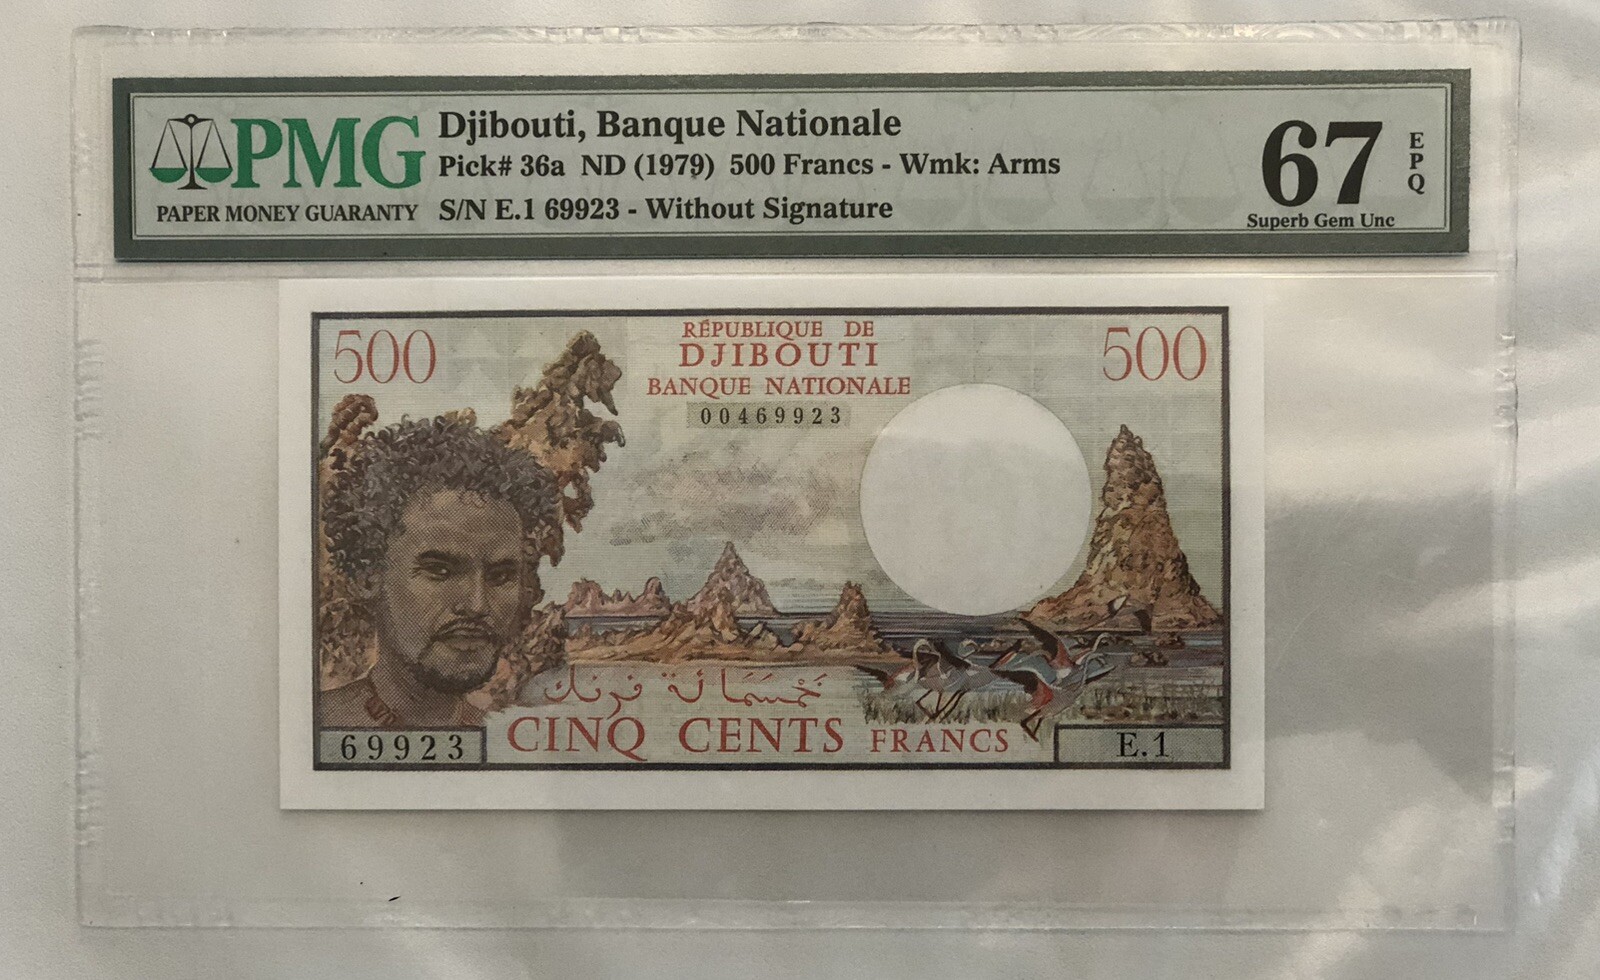 PMG
PAPER MONEY GUARANTY
Djibouti, Banque Nationale
Pick# 36a ND (1979) 500 Francs - Wmk: Arms
S/N E.1 69923 - Without Signature
67
EPQ
Superb Gem Unc
500
RÉPUBLIQUE DE
DJIBOUTI
BANQUE NATIONALE
00469923
500
خمسمائة فرنك
CINQ CENTS FRANCS
69923
E.1